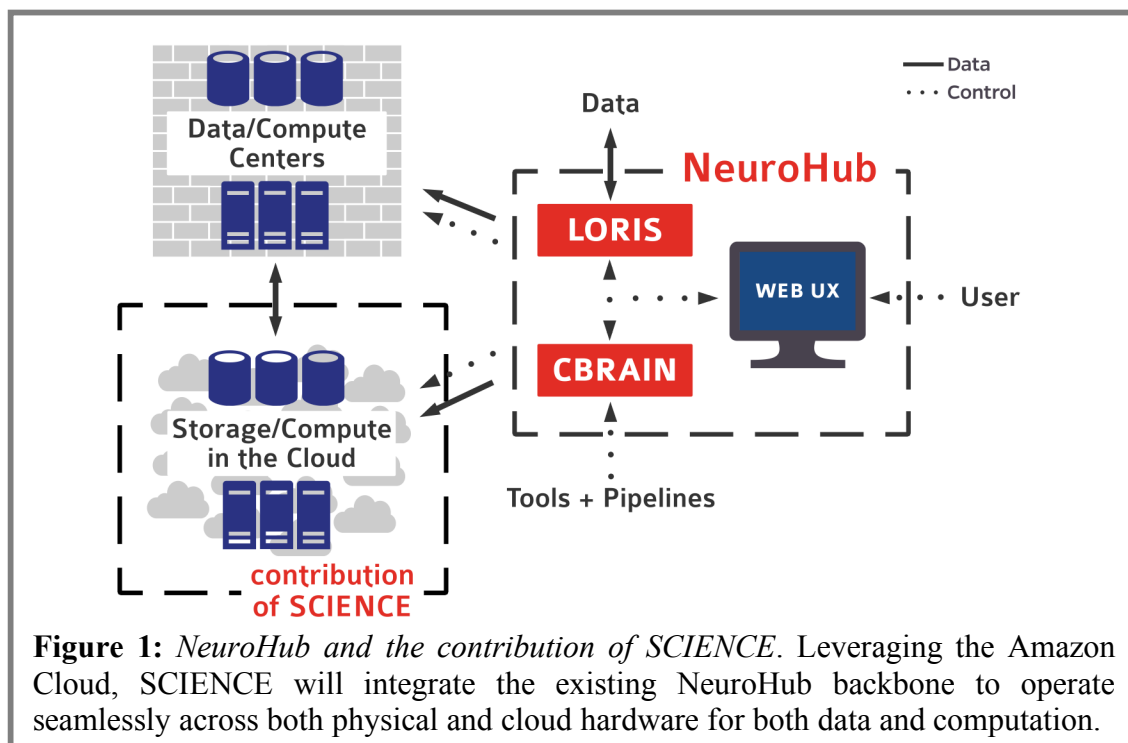 Data/Compute
Centers
Data
Control
Data
NeuroHub
LORIS
WEB UX
User
CBRAIN
Storage/Compute
in the Cloud
Tools + Pipelines
contribution
of SCIENCE
Figure 1: NeuroHub and the contribution of SCIENCE. Leveraging the Amazon
Cloud, SCIENCE will integrate the existing NeuroHub backbone to operate
seamlessly across both physical and cloud hardware for both data and computation.